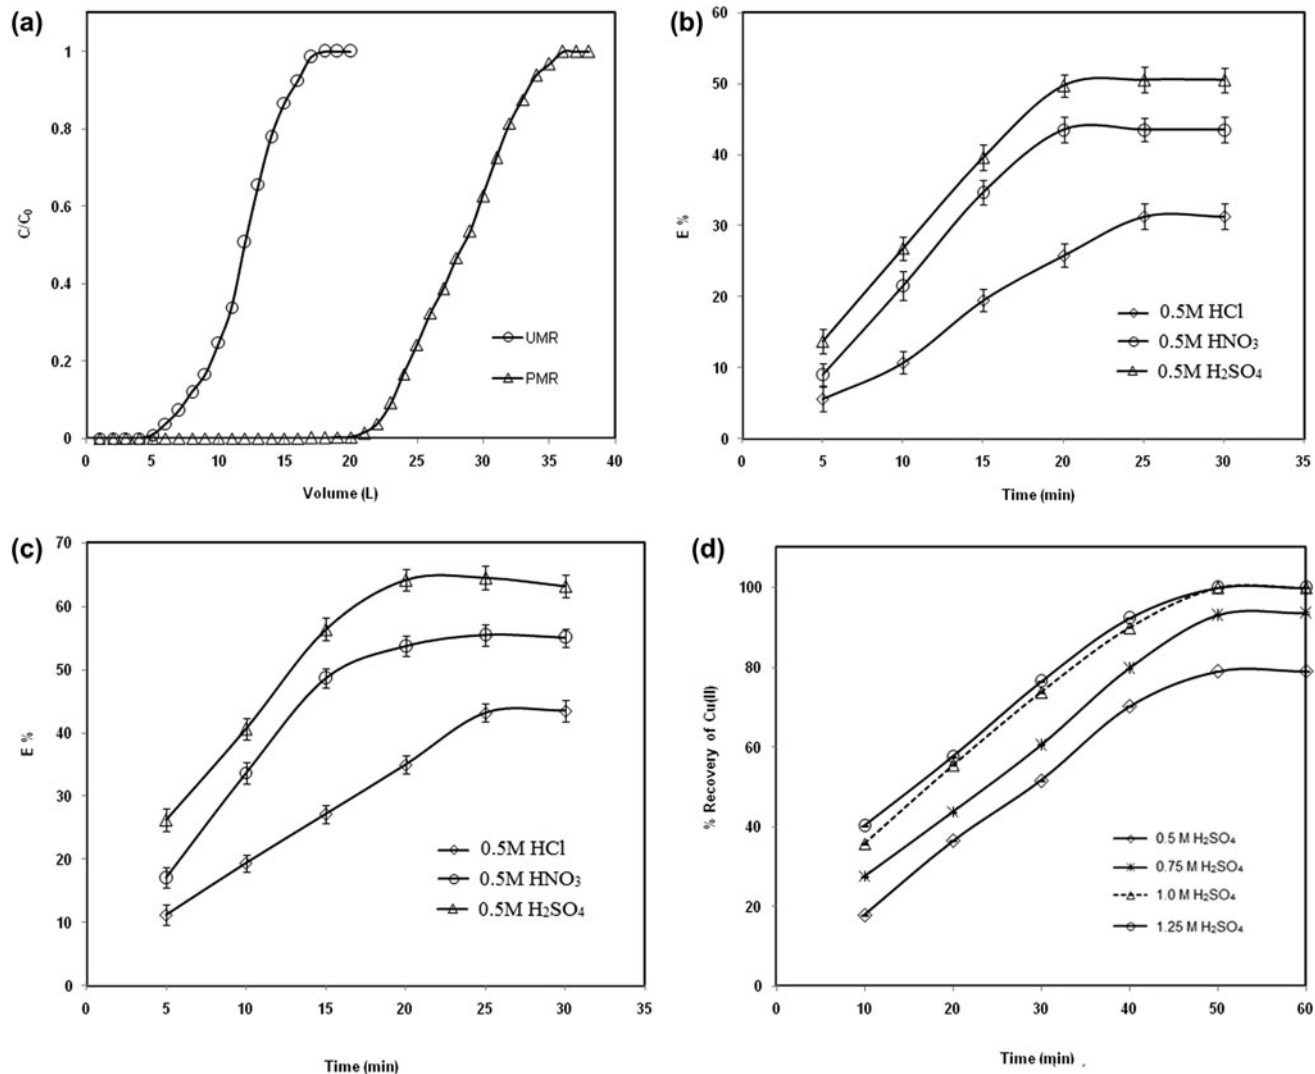 (a)
1
0.8
0.6
0.4
0.2
0
C/C₀
UMR
PMR
0 5 10 15 20 25 30 35 40
Volume (L)
(b)
60
50
40
30
20
10
0
E %
0.5M HCl
0.5M HNO₃
0.5M H₂SO₄
0 5 10 15 20 25 30 35
Time (min)
(c)
70
60
50
40
30
20
10
0
E %
0.5M HCl
0.5M HNO₃
0.5M H₂SO₄
0 5 10 15 20 25 30 35
Time (min)
(d)
100
80
60
40
20
0
% Recovery of Cu(II)
0.5 M H₂SO₄
0.75 M H₂SO₄
1.0 M H₂SO₄
1.25 M H₂SO₄
0 10 20 30 40 50 60
Time (min)